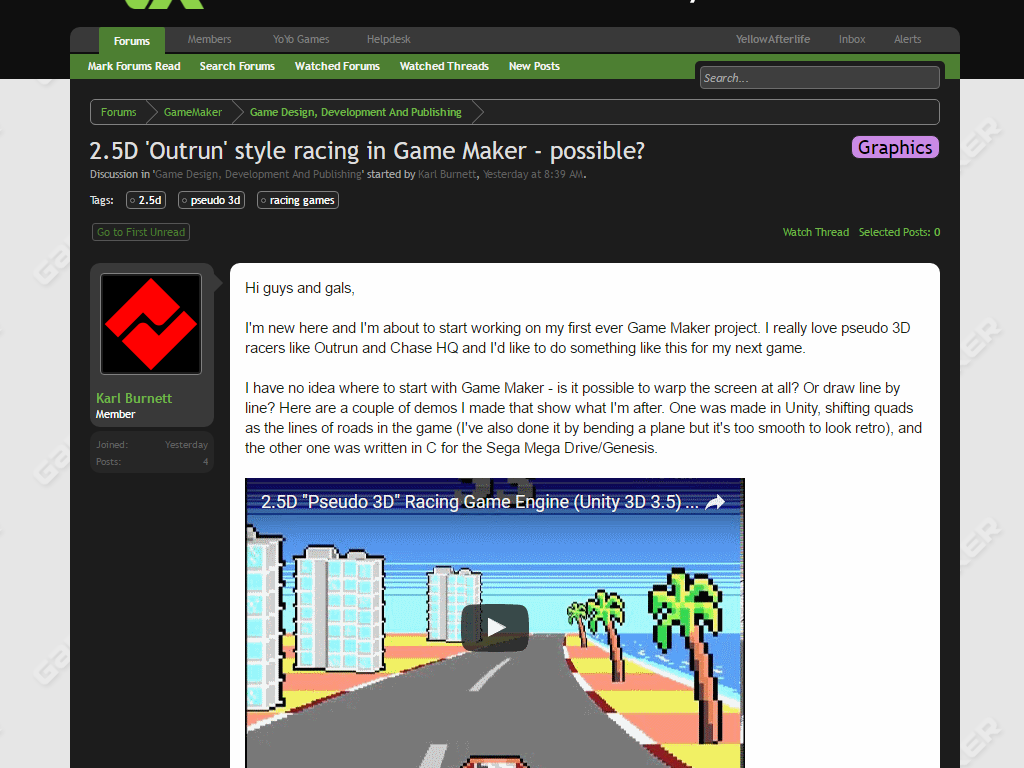 Forums Members YoYo Games Helpdesk YellowAfterlife Inbox Alerts
Mark Forums Read Search Forums Watched Forums Watched Threads New Posts
Search...
Forums GameMaker Game Design, Development And Publishing
2.5D 'Outrun' style racing in Game Maker - possible? Graphics
Discussion in 'Game Design, Development And Publishing' started by Karl Burnett, Yesterday at 8:39 AM.
Tags: 2.5d pseudo 3d racing games
Go to First Unread Watch Thread Selected Posts: 0
Karl Burnett
Member
Joined: Yesterday
Posts: 4
Hi guys and gals,
I'm new here and I'm about to start working on my first ever Game Maker project. I really love pseudo 3D
racers like Outrun and Chase HQ and I'd like to do something like this for my next game.
I have no idea where to start with Game Maker - is it possible to warp the screen at all? Or draw line by
line? Here are a couple of demos I made that show what I'm after. One was made in Unity, shifting quads
as the lines of roads in the game (I've also done it by bending a plane but it's too smooth to look retro), and
the other one was written in C for the Sega Mega Drive/Genesis.
2.5D "Pseudo 3D" Racing Game Engine (Unity 3D 3.5) ...